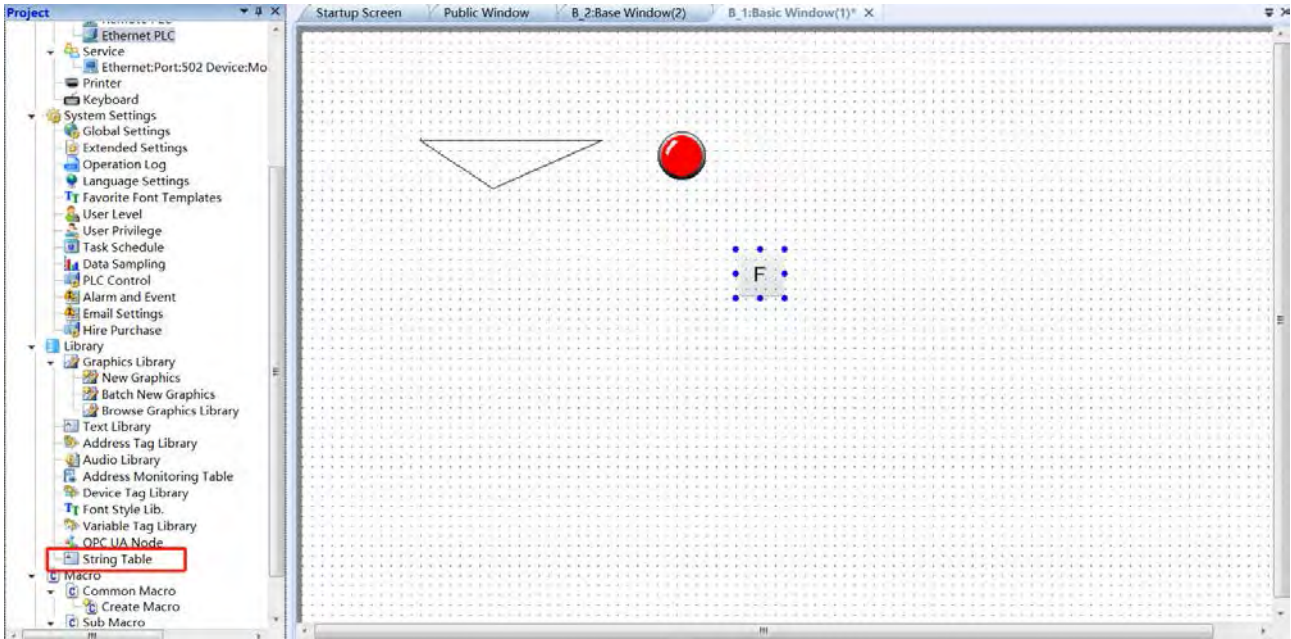 Project
Startup Screen
Public Window
B_2:Base Window(2)
B_1:Basic Window(1)*
Ethernet PLC
Service
Ethernet:Port:502 Device:Mo
Printer
Keyboard
System Settings
Global Settings
Extended Settings
Operation Log
Language Settings
Favorite Font Templates
User Level
User Privilege
Task Schedule
Data Sampling
PLC Control
Alarm and Event
Email Settings
Hire Purchase
Library
Graphics Library
New Graphics
Batch New Graphics
Browse Graphics Library
Text Library
Address Tag Library
Audio Library
Address Monitoring Table
Device Tag Library
Font Style Lib.
Variable Tag Library
OPC UA Node
String Table
Macro
Common Macro
Create Macro
Sub Macro
F